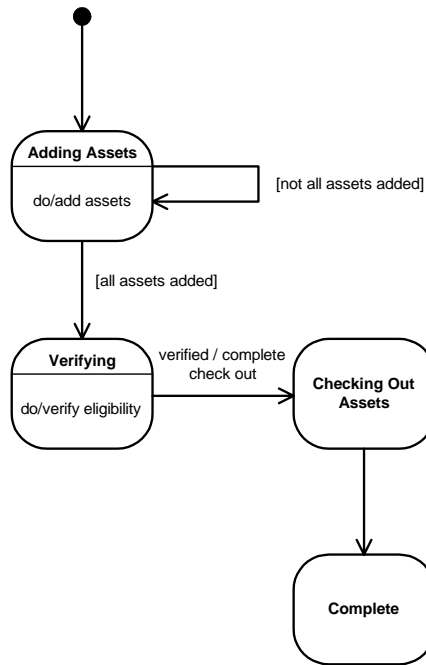 Adding Assets
do/add assets
[not all assets added]
[all assets added]
Verifying
do/verify eligibility
verified / complete
check out
Checking Out
Assets
Complete